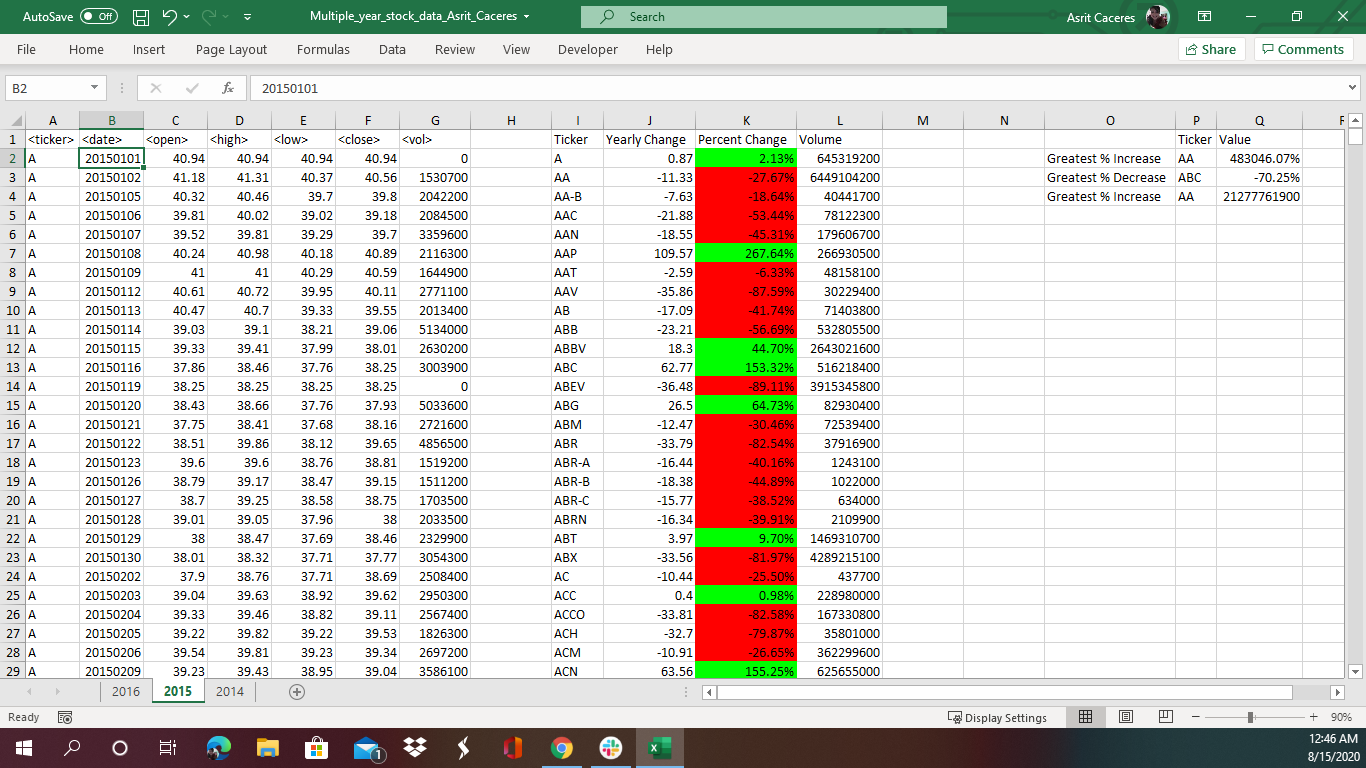 AutoSave Off Multiple_year_stock_data_Asrit_Caceres Search Asrit Caceres
File Home Insert Page Layout Formulas Data Review View Developer Help Share Comments
B2 fx 20150101
A B C D E F G H I J K L M N O P Q
1 <ticker> <date> <open> <high> <low> <close> <vol> Ticker Yearly Change Percent Change Volume Ticker Value
2 A 20150101 40.94 40.94 40.94 40.94 0 A 0.87 2.13% 645319200 Greatest % Increase AA 483046.07%
3 A 20150102 41.18 41.31 40.37 40.56 1530700 AA -11.33 -27.67% 6449104200 Greatest % Decrease ABC -70.25%
4 A 20150105 40.32 40.46 39.7 39.8 2042200 AA-B -7.63 -18.64% 40441700 Greatest % Increase AA 21277761900
5 A 20150106 39.81 40.02 39.02 39.18 2084500 AAC -21.88 -53.44% 78122300
6 A 20150107 39.52 39.81 39.29 39.7 3359600 AAN -18.55 -45.31% 179606700
7 A 20150108 40.24 40.98 40.18 40.89 2116300 AAP 109.57 267.64% 266930500
8 A 20150109 41 41 40.29 40.59 1644900 AAT -2.59 -6.33% 48158100
9 A 20150112 40.61 40.72 39.95 40.11 2771100 AAV -35.86 -87.59% 30229400
10 A 20150113 40.47 40.7 39.33 39.55 2013400 AB -17.09 -41.74% 71403800
11 A 20150114 39.03 39.1 38.21 39.06 5134000 ABB -23.21 -56.69% 532805500
12 A 20150115 39.33 39.41 37.99 38.01 2630200 ABBV 18.3 44.70% 2643021600
13 A 20150116 37.86 38.46 37.76 38.25 3003900 ABC 62.77 153.32% 516218400
14 A 20150119 38.25 38.25 38.25 38.25 0 ABEV -36.48 -89.11% 3915345800
15 A 20150120 38.43 38.66 37.76 37.93 5033600 ABG 26.5 64.73% 82930400
16 A 20150121 37.75 38.41 37.68 38.16 2721600 ABM -12.47 -30.46% 72539400
17 A 20150122 38.51 39.86 38.12 39.65 4856500 ABR -33.79 -82.54% 37916900
18 A 20150123 39.6 39.6 38.76 38.81 1519200 ABR-A -16.44 -40.16% 1243100
19 A 20150126 38.79 39.17 38.47 39.15 1511200 ABR-B -18.38 -44.89% 1022000
20 A 20150127 38.7 39.25 38.58 38.75 1703500 ABR-C -15.77 -38.52% 634000
21 A 20150128 39.01 39.05 37.96 38 2033500 ABRN -16.34 -39.91% 2109900
22 A 20150129 38 38.47 37.69 38.46 2329900 ABT 3.97 9.70% 1469310700
23 A 20150130 38.01 38.32 37.71 37.77 3054300 ABX -33.56 -81.97% 4289215100
24 A 20150202 37.9 38.76 37.71 38.69 2508400 AC -10.44 -25.50% 437700
25 A 20150203 39.04 39.63 38.92 39.62 2950300 ACC 0.4 0.98% 228980000
26 A 20150204 39.33 39.46 38.82 39.11 2567400 ACCO -33.81 -82.58% 167330800
27 A 20150205 39.22 39.82 39.22 39.53 1826300 ACH -32.7 -79.87% 35801000
28 A 20150206 39.54 39.81 39.23 39.34 2697200 ACM -10.91 -26.65% 362299600
29 A 20150209 39.23 39.43 38.95 39.04 3586100 ACN 63.56 155.25% 625655000
2016 2015 2014
Ready Display Settings 90%
1 12:46 AM
8/15/2020